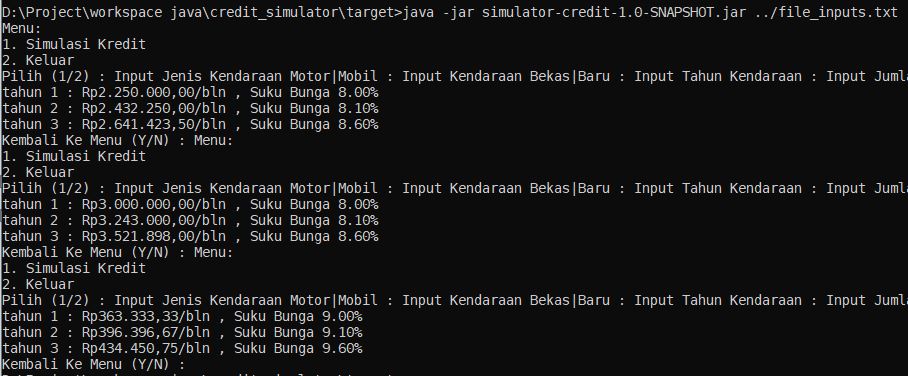 D:\Project\workspace java\credit_simulator\target>java -jar simulator-credit-1.0-SNAPSHOT.jar ../file_inputs.txt
Menu:
1. Simulasi Kredit
2. Keluar
Pilih (1/2) : Input Jenis Kendaraan Motor|Mobil : Input Kendaraan Bekas|Baru : Input Tahun Kendaraan : Input Jumla
tahun 1 : Rp2.250.000,00/bln , Suku Bunga 8.00%
tahun 2 : Rp2.432.250,00/bln , Suku Bunga 8.10%
tahun 3 : Rp2.641.423,50/bln , Suku Bunga 8.60%
Kembali Ke Menu (Y/N) : Menu:
1. Simulasi Kredit
2. Keluar
Pilih (1/2) : Input Jenis Kendaraan Motor|Mobil : Input Kendaraan Bekas|Baru : Input Tahun Kendaraan : Input Jumla
tahun 1 : Rp3.000.000,00/bln , Suku Bunga 8.00%
tahun 2 : Rp3.243.000,00/bln , Suku Bunga 8.10%
tahun 3 : Rp3.521.898,00/bln , Suku Bunga 8.60%
Kembali Ke Menu (Y/N) : Menu:
1. Simulasi Kredit
2. Keluar
Pilih (1/2) : Input Jenis Kendaraan Motor|Mobil : Input Kendaraan Bekas|Baru : Input Tahun Kendaraan : Input Jumla
tahun 1 : Rp363.333,33/bln , Suku Bunga 9.00%
tahun 2 : Rp396.396,67/bln , Suku Bunga 9.10%
tahun 3 : Rp434.450,75/bln , Suku Bunga 9.60%
Kembali Ke Menu (Y/N) :